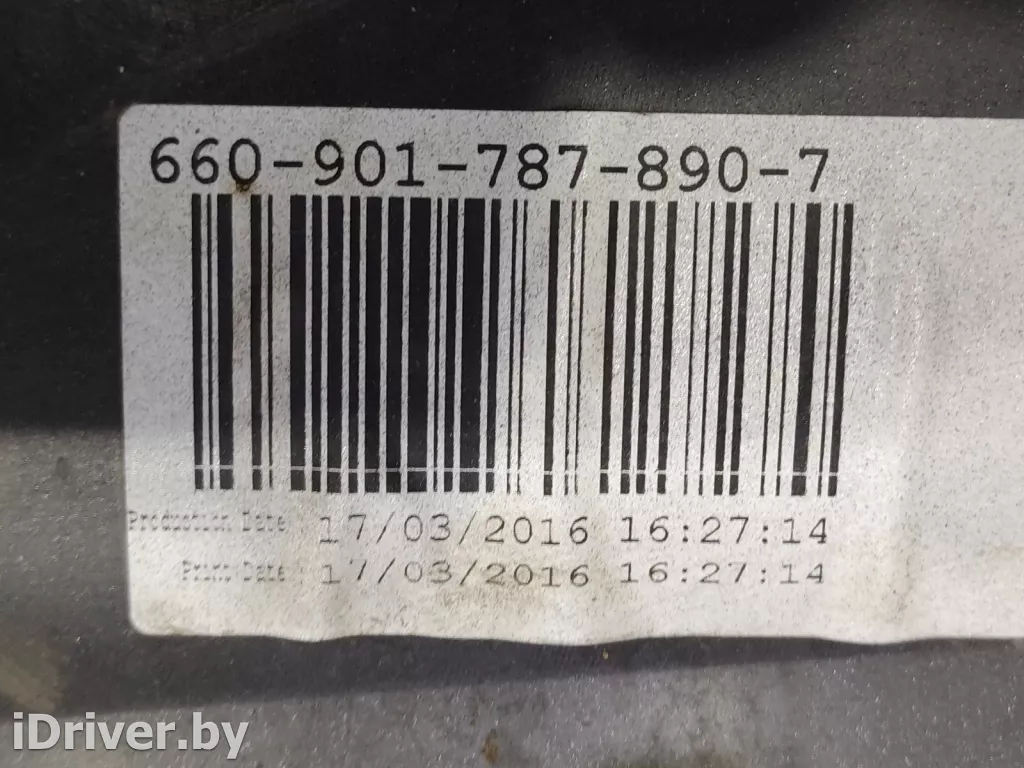 660-901-787-890-7
Production Date 17/03/2016 16:27:14
Print Date 17/03/2016 16:27:14
iDriver.by